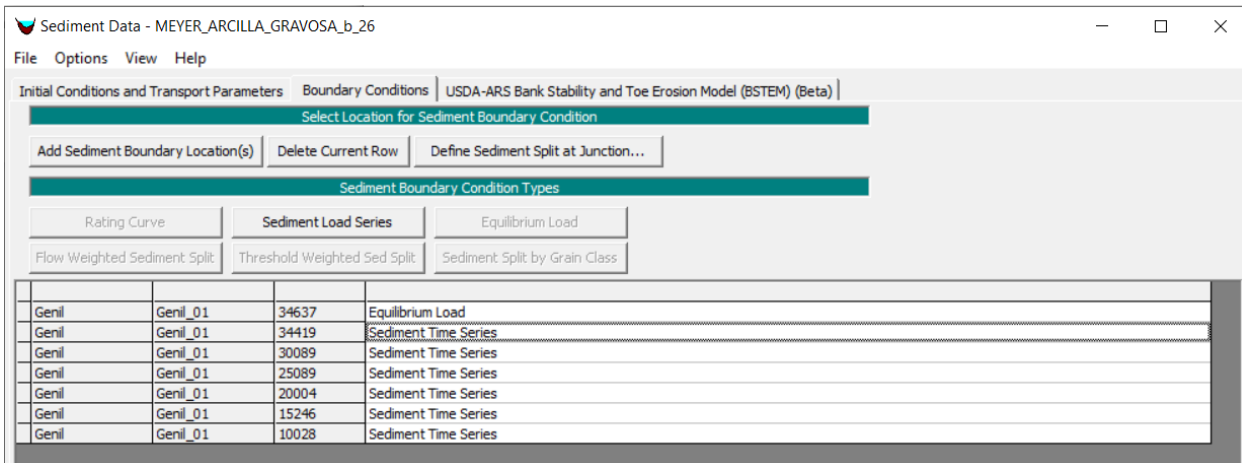 Sediment Data - MEYER_ARCILLA_GRAVOSA_b_26
File Options View Help
Initial Conditions and Transport Parameters Boundary Conditions USDA-ARS Bank Stability and Toe Erosion Model (BSTEM) (Beta)
Select Location for Sediment Boundary Condition
Add Sediment Boundary Location(s) Delete Current Row Define Sediment Split at Junction...
Sediment Boundary Condition Types
Rating Curve Sediment Load Series Equilibrium Load
Flow Weighted Sediment Split Threshold Weighted Sed Split Sediment Split by Grain Class
Genil Genil_01 34637 Equilibrium Load
Genil Genil_01 34419 Sediment Time Series
Genil Genil_01 30089 Sediment Time Series
Genil Genil_01 25089 Sediment Time Series
Genil Genil_01 20004 Sediment Time Series
Genil Genil_01 15246 Sediment Time Series
Genil Genil_01 10028 Sediment Time Series